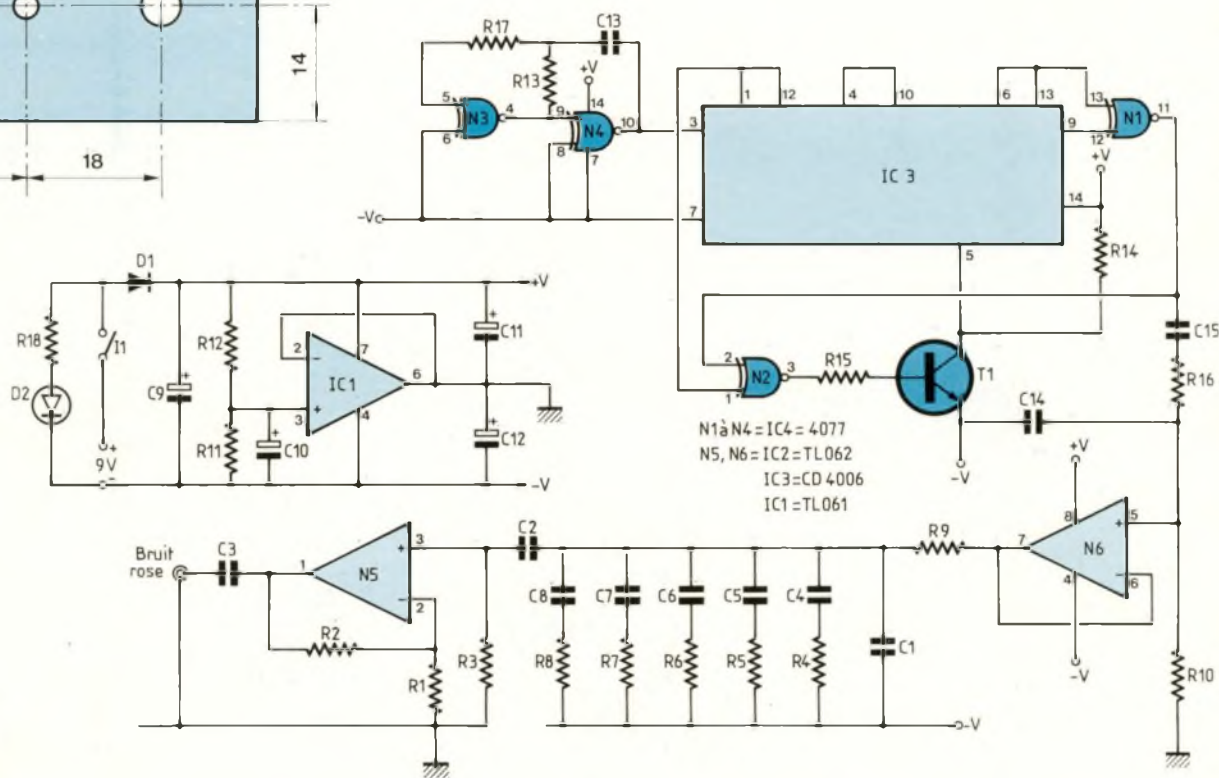 14
18
R17
C13
R13
+V
14
5
4
N3
6
9
N4
10
8
7
-V
3
1
12
4
10
6
13
13
N1
11
12
9
IC 3
+V
14
7
5
R14
D1
+V
R18
I1
R12
2
7
C11
IC1
6
D2
C9
3
4
R11
C10
C12
9V
+
-
-V
2
N2
3
1
R15
T1
C15
R16
C14
-V
N1 à N4 = IC4 = 4077
N5, N6 = IC2 = TL062
IC3 = CD 4006
IC1 = TL061
+V
8
5
N6
7
6
4
-V
R10
R9
Bruit
rose
C3
1
N5
3
2
C2
R2
R1
R3
C8
C7
C6
C5
C4
C1
R8
R7
R6
R5
R4
-V